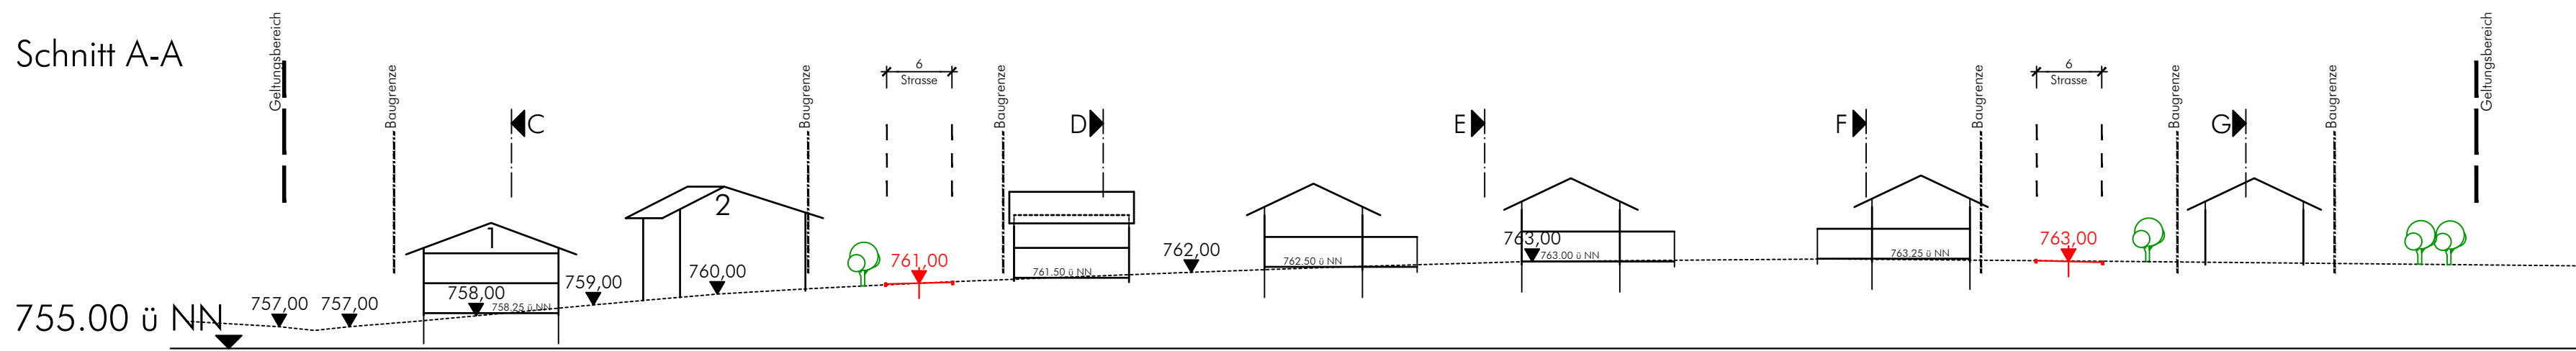 Schnitt A-A
Geltungsbereich
Baugrenze
C
Baugrenze
6
Strasse
Baugrenze
D
E
F
Baugrenze
6
Strasse
Baugrenze
G
Baugrenze
Geltungsbereich
1
2
757,00
757,00
758,00
758.25 ü NN
759,00
760,00
761,00
761.50 ü NN
762,00
762.50 ü NN
763,00
763.00 ü NN
763.25 ü NN
763,00
755.00 ü NN